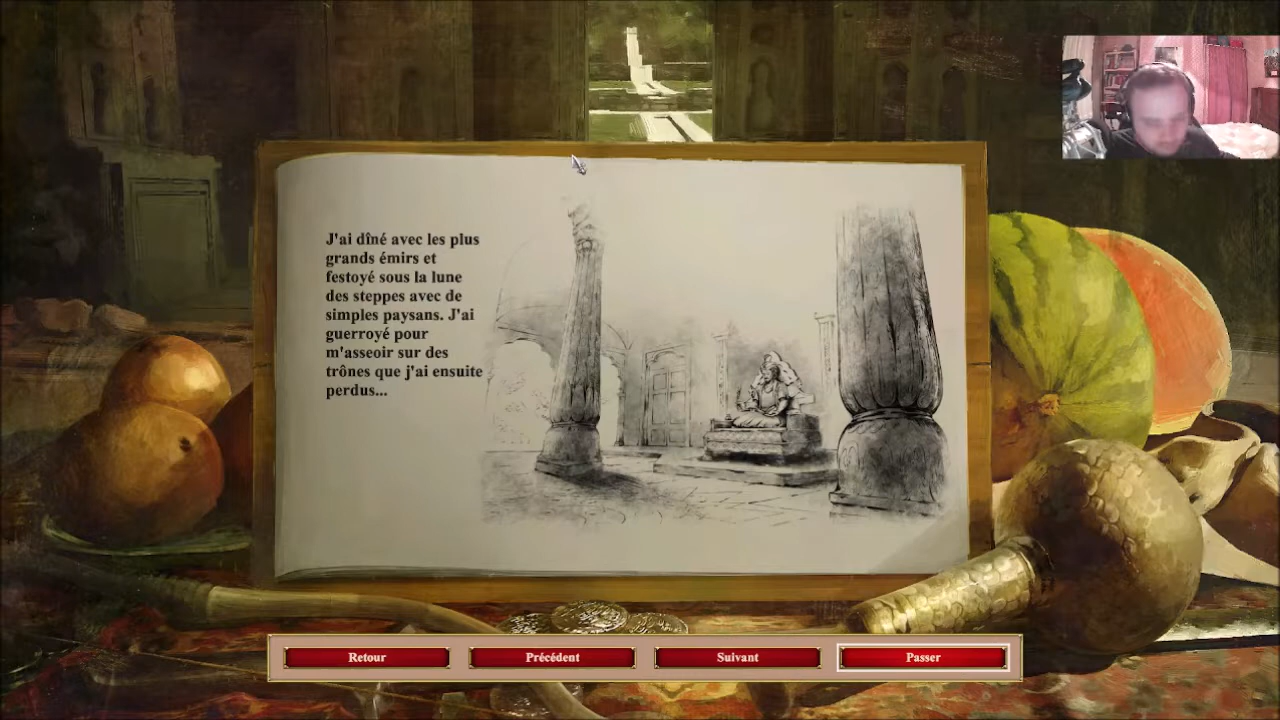 J'ai dîné avec les plus
grands émirs et
festoyé sous la lune
des steppes avec de
simples paysans. J'ai
guerroyé pour
m'asseoir sur des
trônes que j'ai ensuite
perdus...
Retour
Précédent
Suivant
Passer